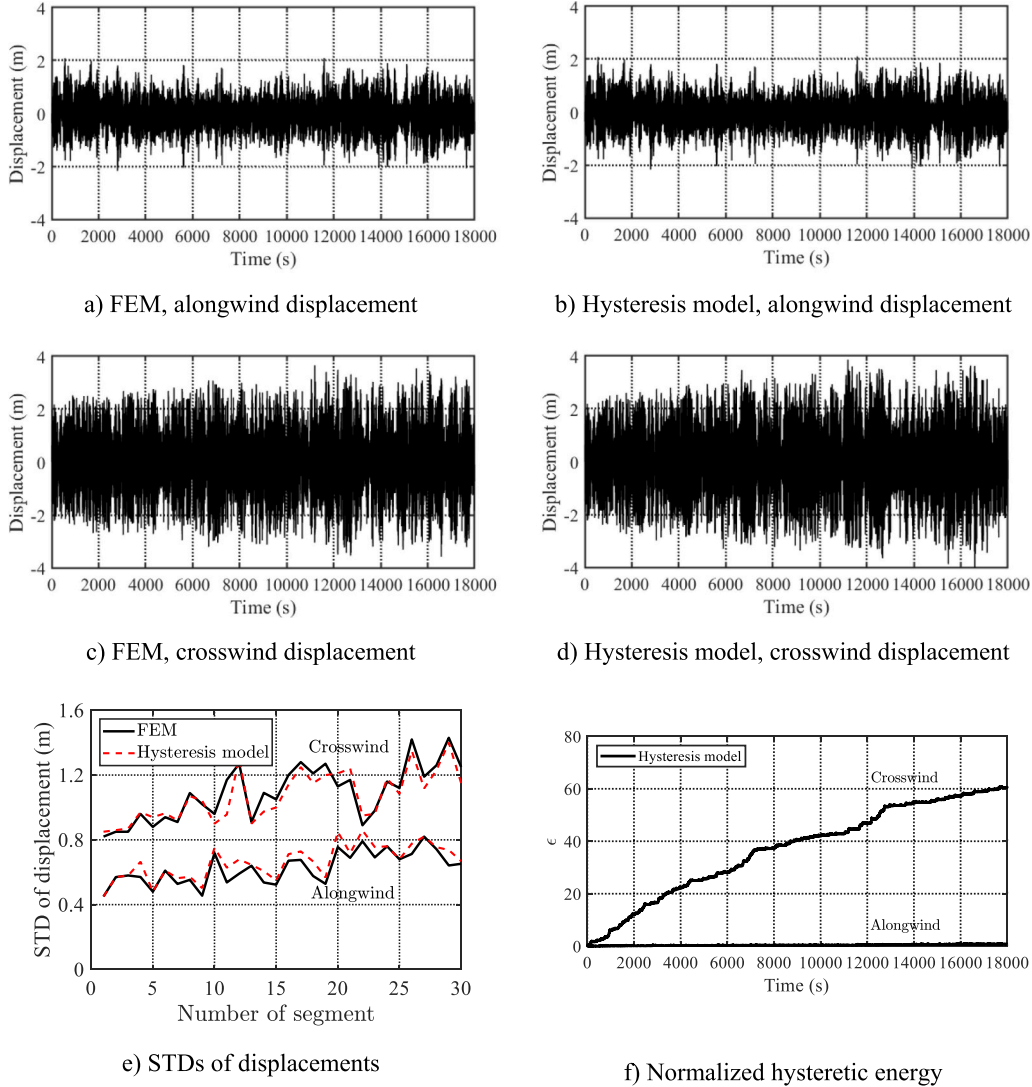 4
2
0
-2
-4
Displacement (m)
0 2000 4000 6000 8000 10000 12000 14000 16000 18000
Time (s)
a) FEM, alongwind displacement
4
2
0
-2
-4
Displacement (m)
0 2000 4000 6000 8000 10000 12000 14000 16000 18000
Time (s)
b) Hysteresis model, alongwind displacement
4
2
0
-2
-4
Displacement (m)
0 2000 4000 6000 8000 10000 12000 14000 16000 18000
Time (s)
c) FEM, crosswind displacement
4
2
0
-2
-4
Displacement (m)
0 2000 4000 6000 8000 10000 12000 14000 16000 18000
Time (s)
d) Hysteresis model, crosswind displacement
1.6
1.2
0.8
0.4
0
STD of displacement (m)
FEM
Hysteresis model
Crosswind
Alongwind
0 5 10 15 20 25 30
Number of segment
e) STDs of displacements
80
60
40
20
0
ϵ
Hysteresis model
Crosswind
Alongwind
0 2000 4000 6000 8000 10000 12000 14000 16000 18000
Time (s)
f) Normalized hysteretic energy